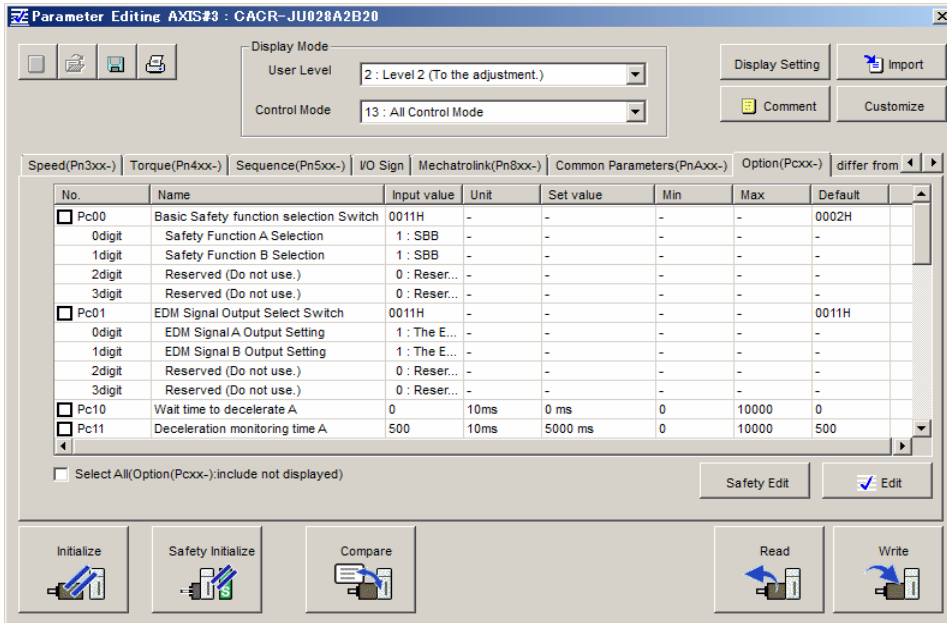 Parameter Editing AXIS#3 : CACR-JU028A2B20
Display Mode
User Level 2 : Level 2 (To the adjustment.)
Control Mode 13 : All Control Mode
Display Setting Import
Comment Customize
Speed(Pn3xx-) Torque(Pn4xx-) Sequence(Pn5xx-) I/O Sign Mechatrolink(Pn8xx-) Common Parameters(PnAxx-) Option(Pcxx-) differ from
No. Name Input value Unit Set value Min Max Default
Pc00 Basic Safety function selection Switch 0011H - - - - 0002H
0digit Safety Function A Selection 1 : SBB - - - - -
1digit Safety Function B Selection 1 : SBB - - - - -
2digit Reserved (Do not use.) 0 : Reser... - - - - -
3digit Reserved (Do not use.) 0 : Reser... - - - - -
Pc01 EDM Signal Output Select Switch 0011H - - - - 0011H
0digit EDM Signal A Output Setting 1 : The E... - - - - -
1digit EDM Signal B Output Setting 1 : The E... - - - - -
2digit Reserved (Do not use.) 0 : Reser... - - - - -
3digit Reserved (Do not use.) 0 : Reser... - - - - -
Pc10 Wait time to decelerate A 0 10ms 0 ms 0 10000 0
Pc11 Deceleration monitoring time A 500 10ms 5000 ms 0 10000 500
Select All(Option(Pcxx-):include not displayed)
Safety Edit Edit
Initialize Safety Initialize Compare Read Write
S